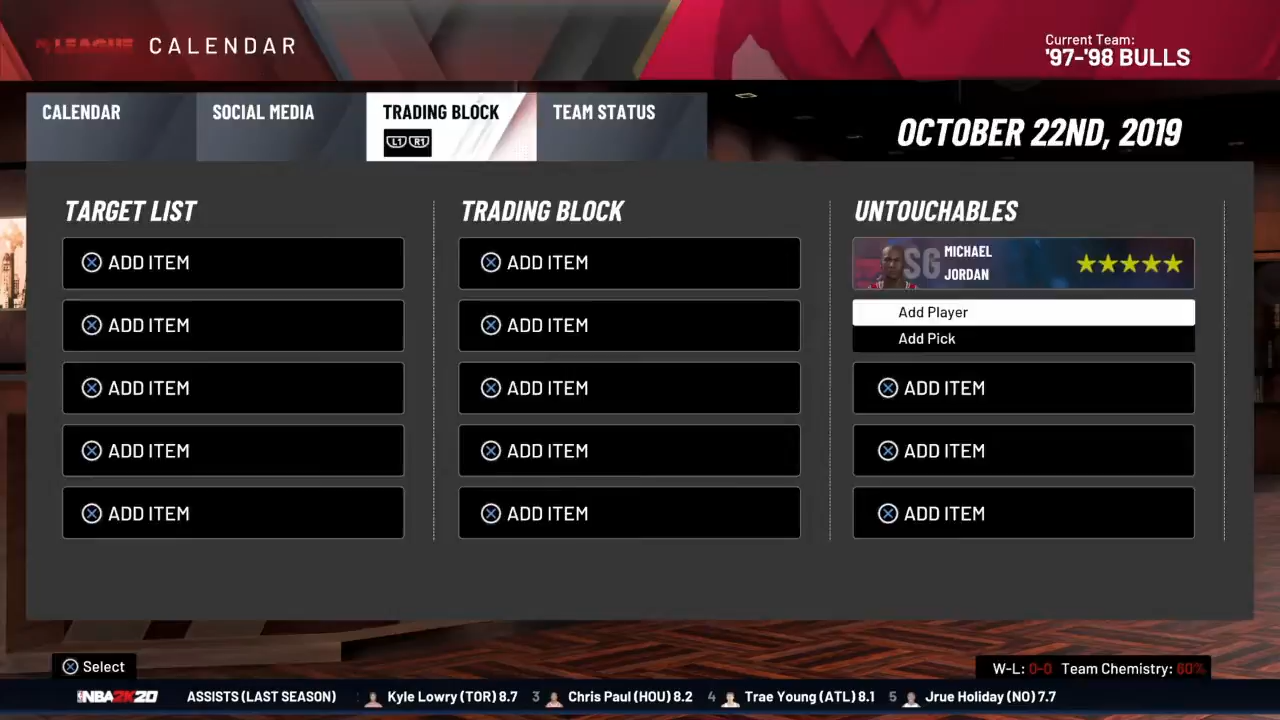 LEAGUE CALENDAR
Current Team:
'97-'98 BULLS
CALENDAR
SOCIAL MEDIA
TRADING BLOCK
L1 R1
TEAM STATUS
OCTOBER 22ND, 2019
TARGET LIST
ADD ITEM
ADD ITEM
ADD ITEM
ADD ITEM
ADD ITEM
TRADING BLOCK
ADD ITEM
ADD ITEM
ADD ITEM
ADD ITEM
ADD ITEM
UNTOUCHABLES
SG
MICHAEL
JORDAN
Add Player
Add Pick
ADD ITEM
ADD ITEM
ADD ITEM
Select
W-L: 0-0 Team Chemistry: 60%
NBA2K20 ASSISTS (LAST SEASON) Kyle Lowry (TOR) 8.7 3 Chris Paul (HOU) 8.2 4 Trae Young (ATL) 8.1 5 Jrue Holiday (NO) 7.7